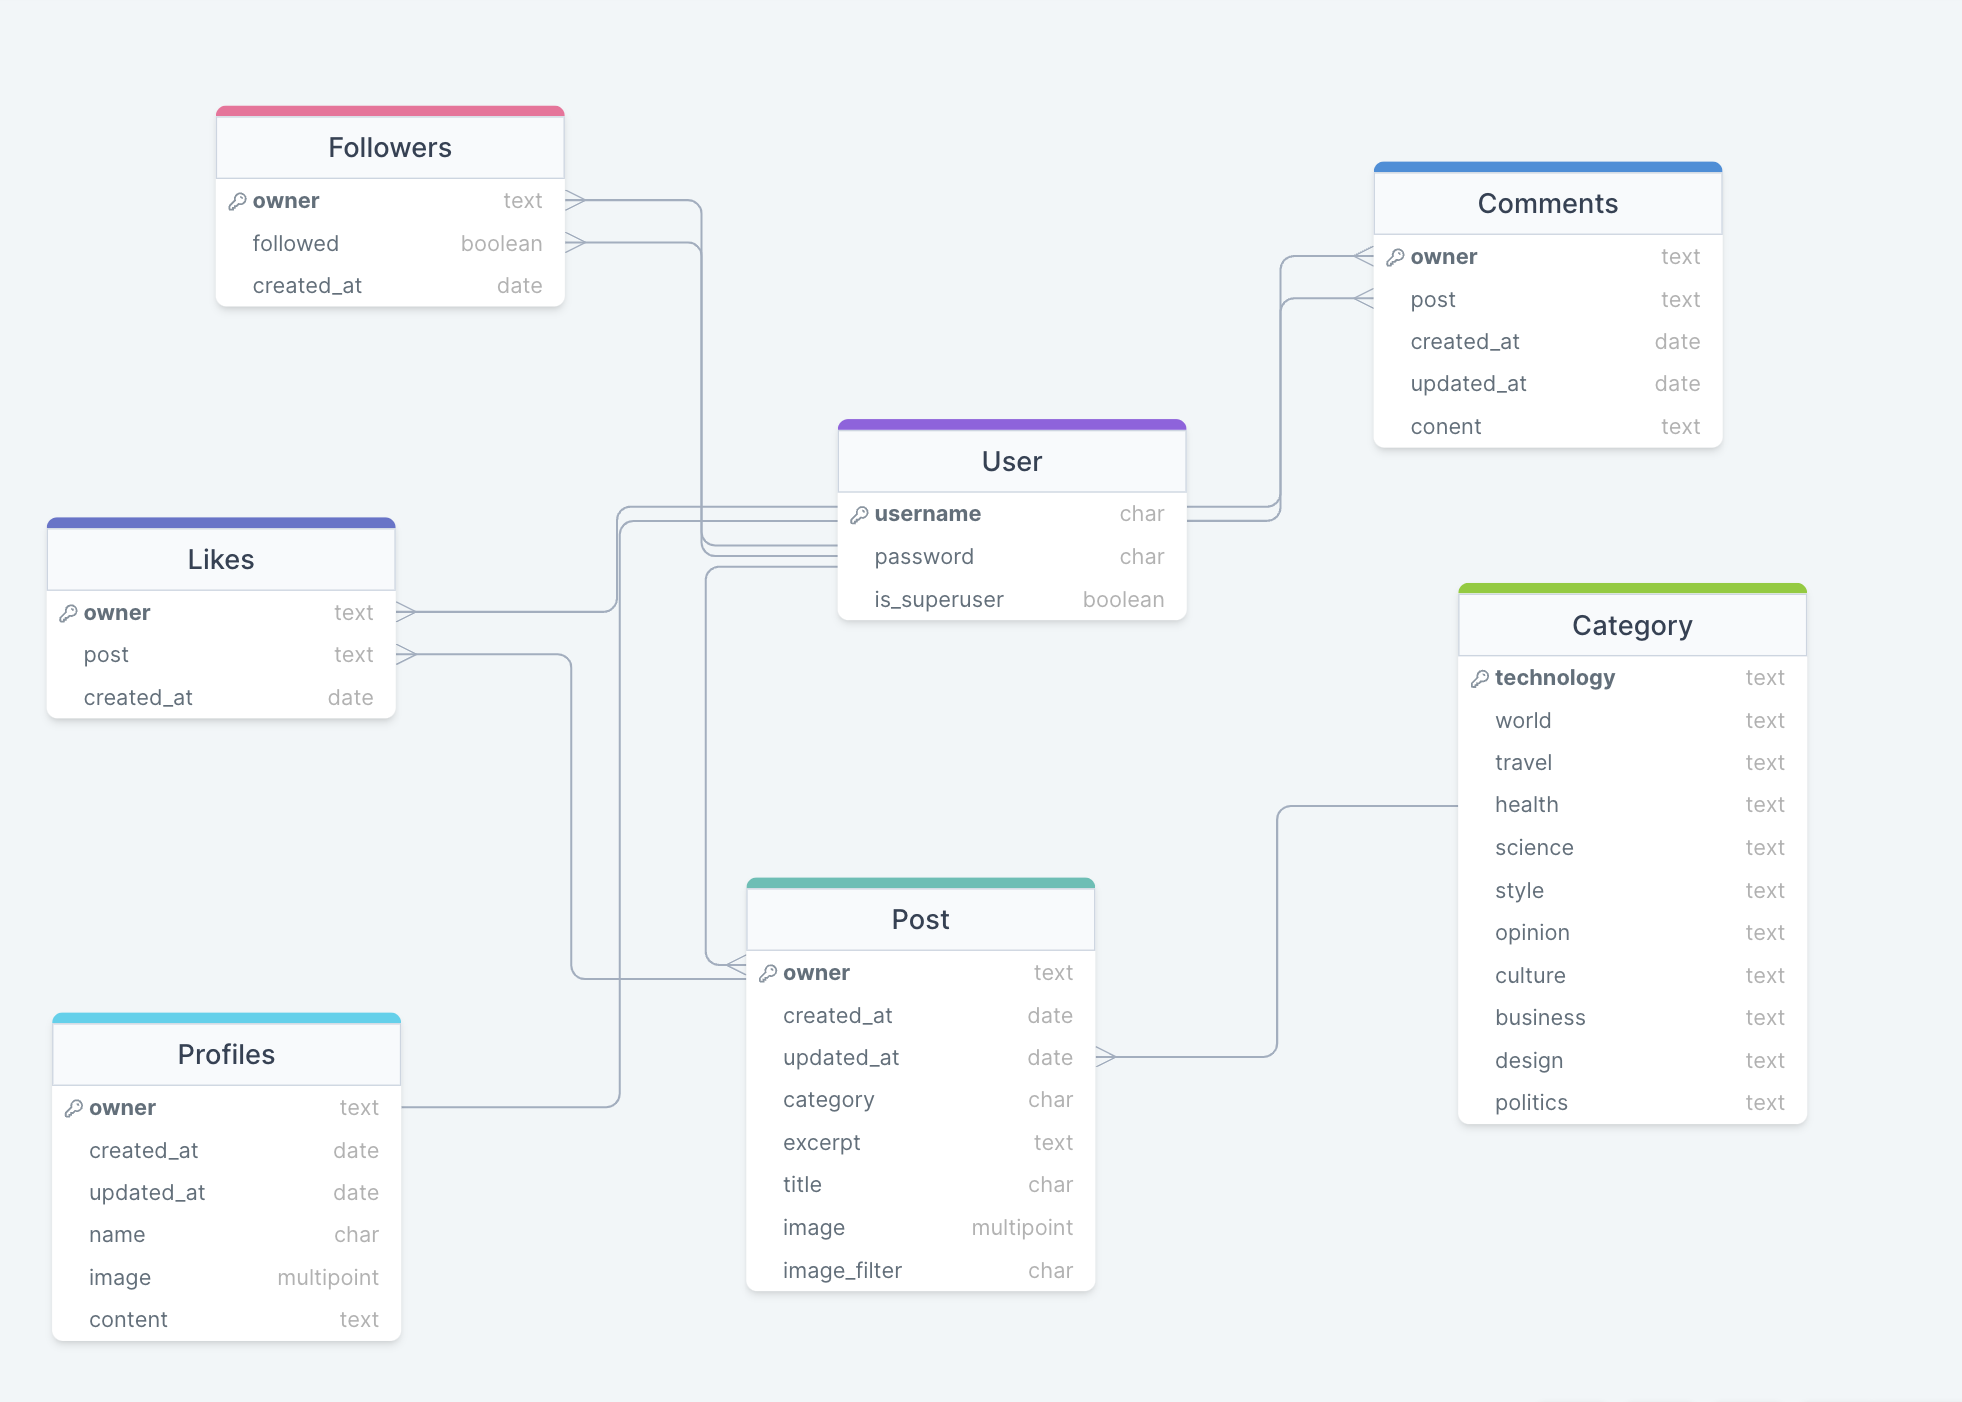 Followers
owner text
followed boolean
created_at date
Comments
owner text
post text
created_at date
updated_at date
conent text
User
username char
password char
is_superuser boolean
Likes
owner text
post text
created_at date
Category
technology text
world text
travel text
health text
science text
style text
opinion text
culture text
business text
design text
politics text
Post
owner text
created_at date
updated_at date
category char
excerpt text
title char
image multipoint
image_filter char
Profiles
owner text
created_at date
updated_at date
name char
image multipoint
content text